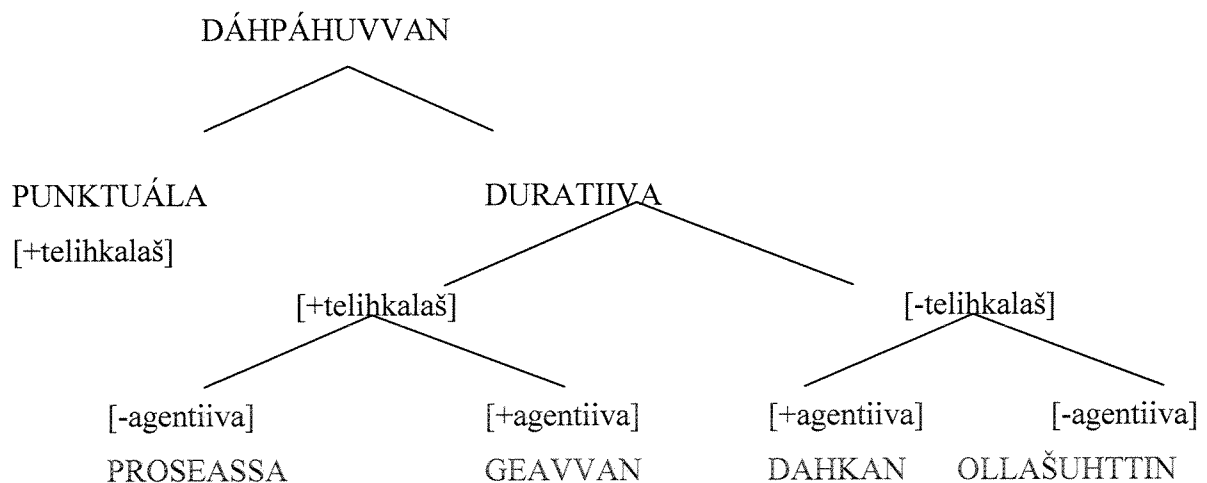 DÁHPÁHUVVAN
PUNKTUÁLA DURATIIVA
[+telihkalaš]
[+telihkalaš] [-telihkalaš]
[-agentiiva] [+agentiiva] [+agentiiva] [-agentiiva]
PROSEASSA GEAVVAN DAHKAN OLLAŠUHTTIN